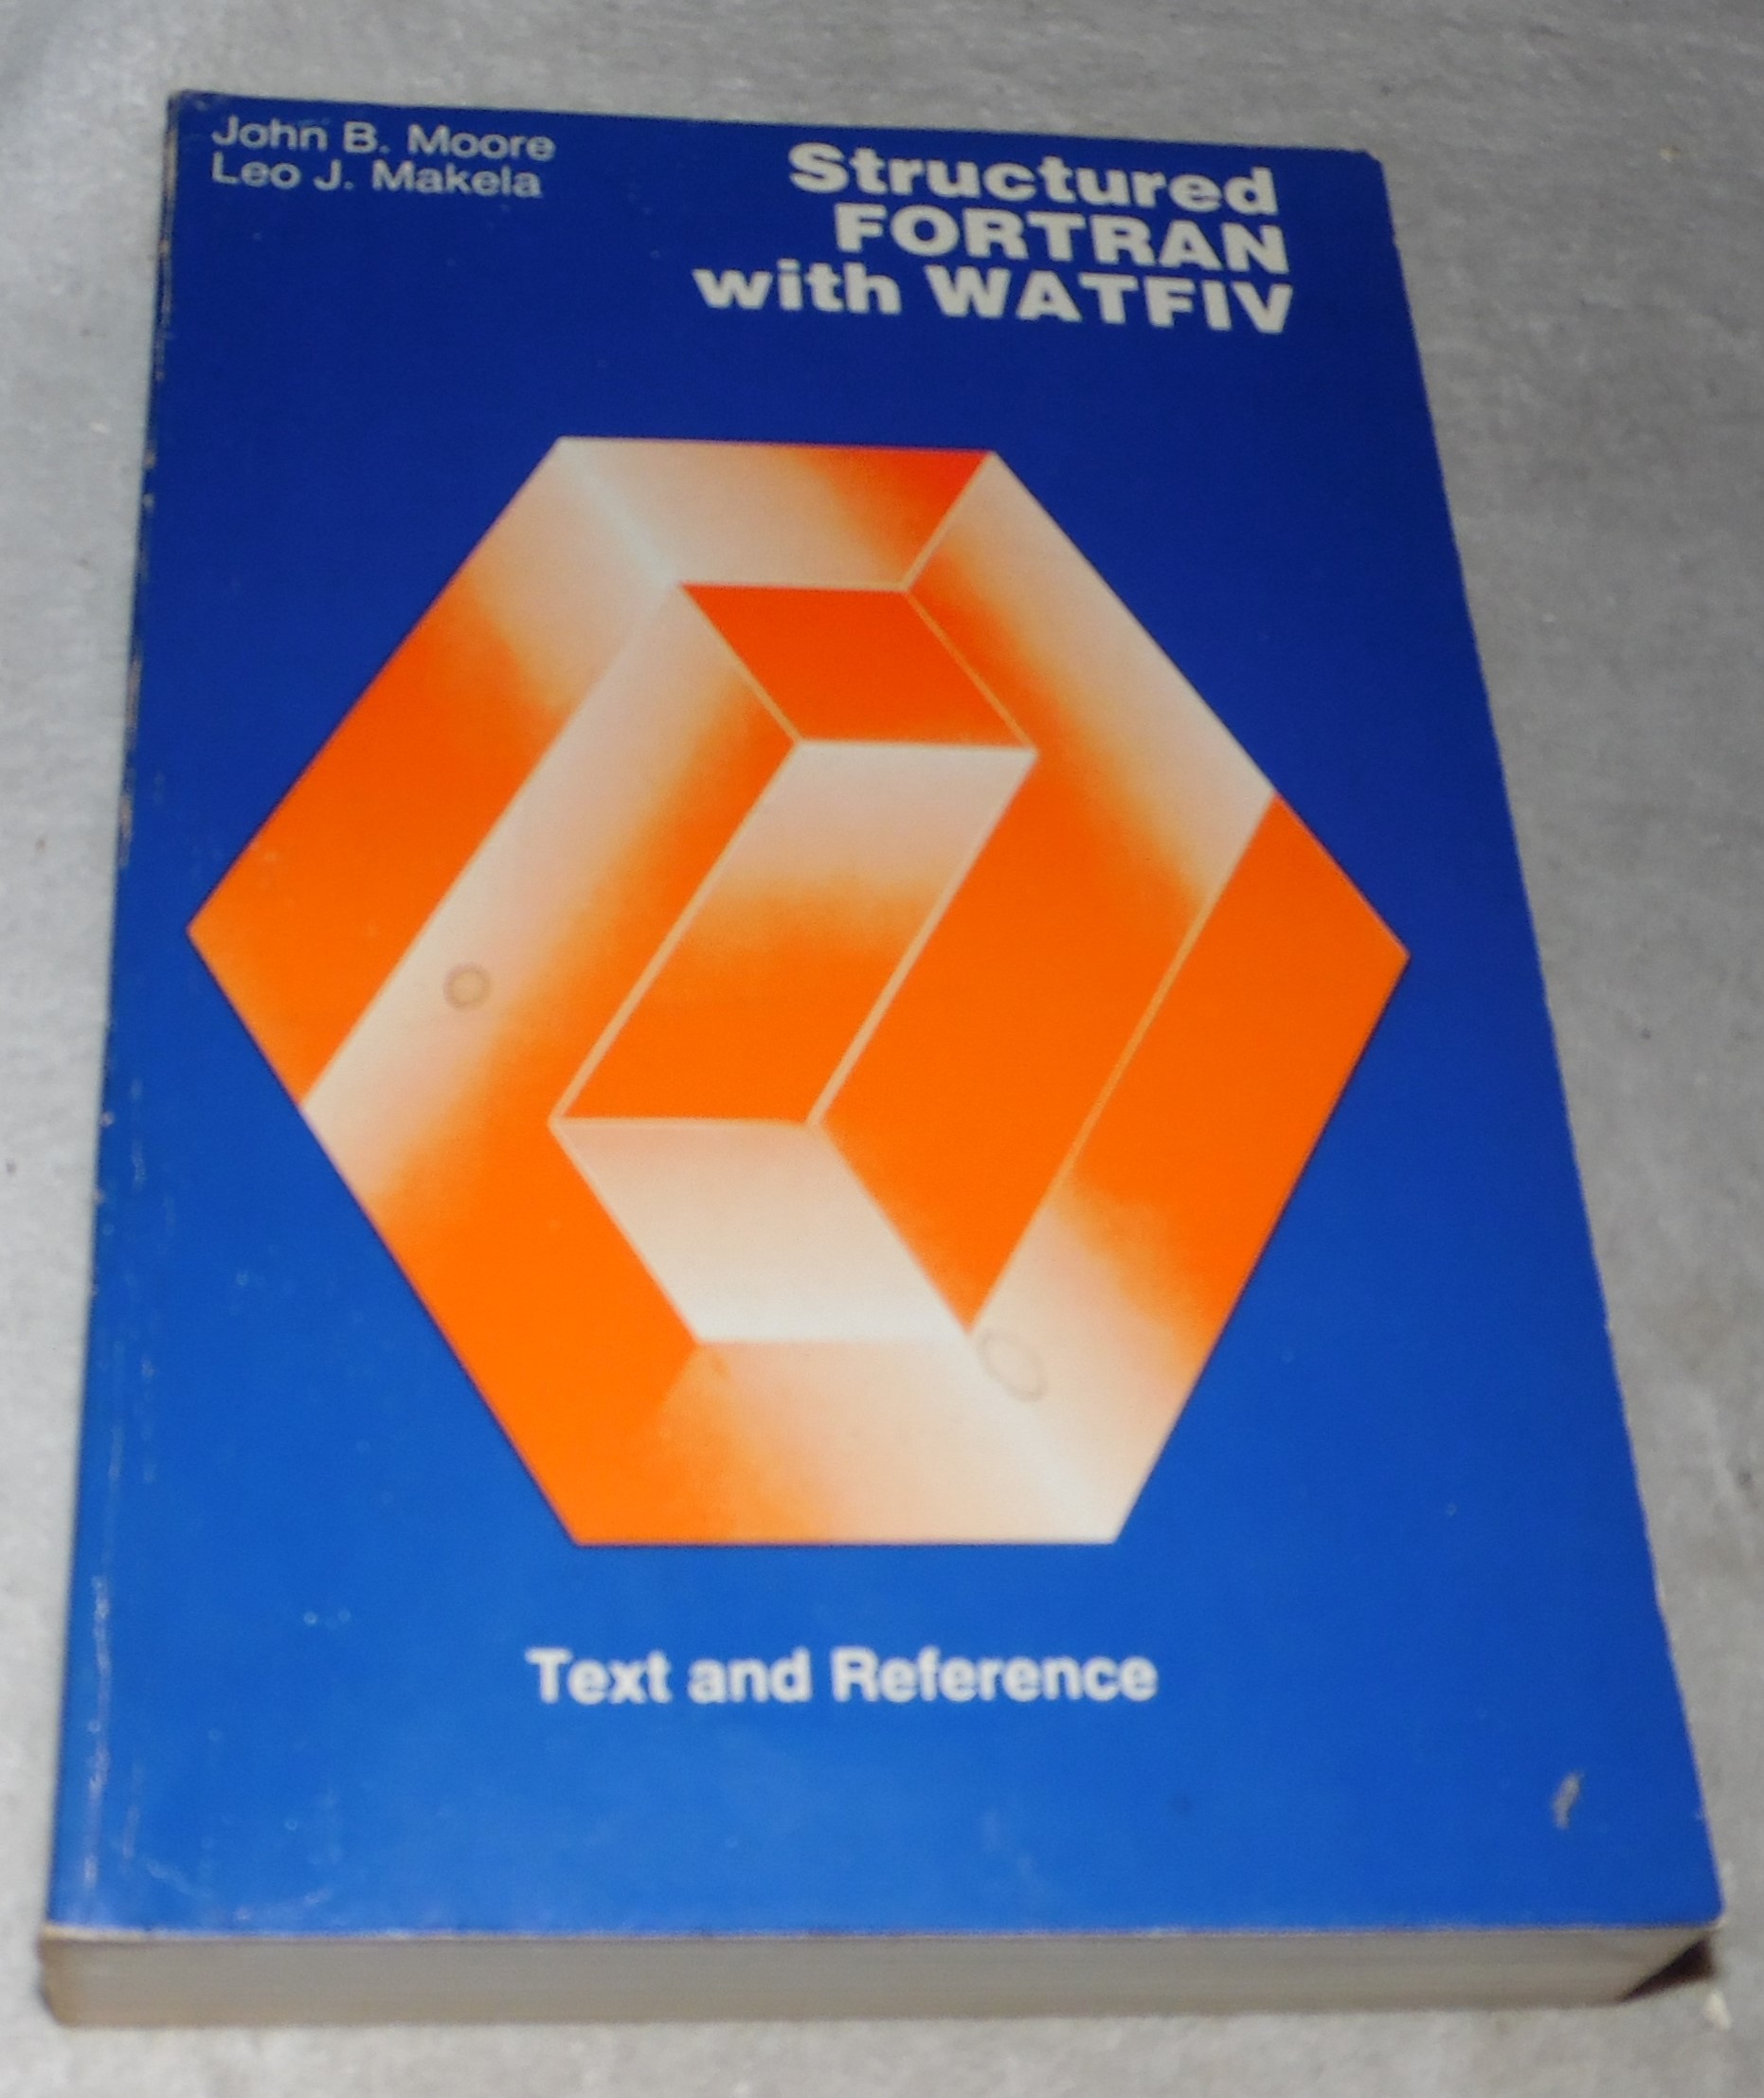 John B. Moore
Leo J. Makela
Structured
FORTRAN
with WATFIV
Text and Reference